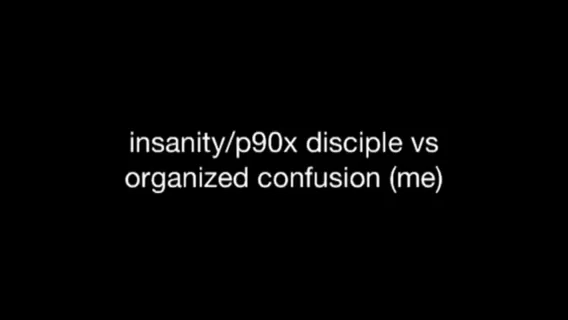 insanity/p90x disciple vs
organized confusion (me)